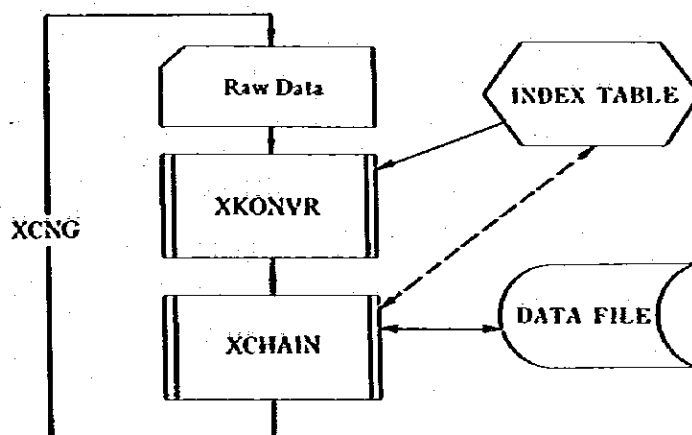 Raw Data
INDEX TABLE
XKONVR
XCNG
XCHAIN
DATA FILE